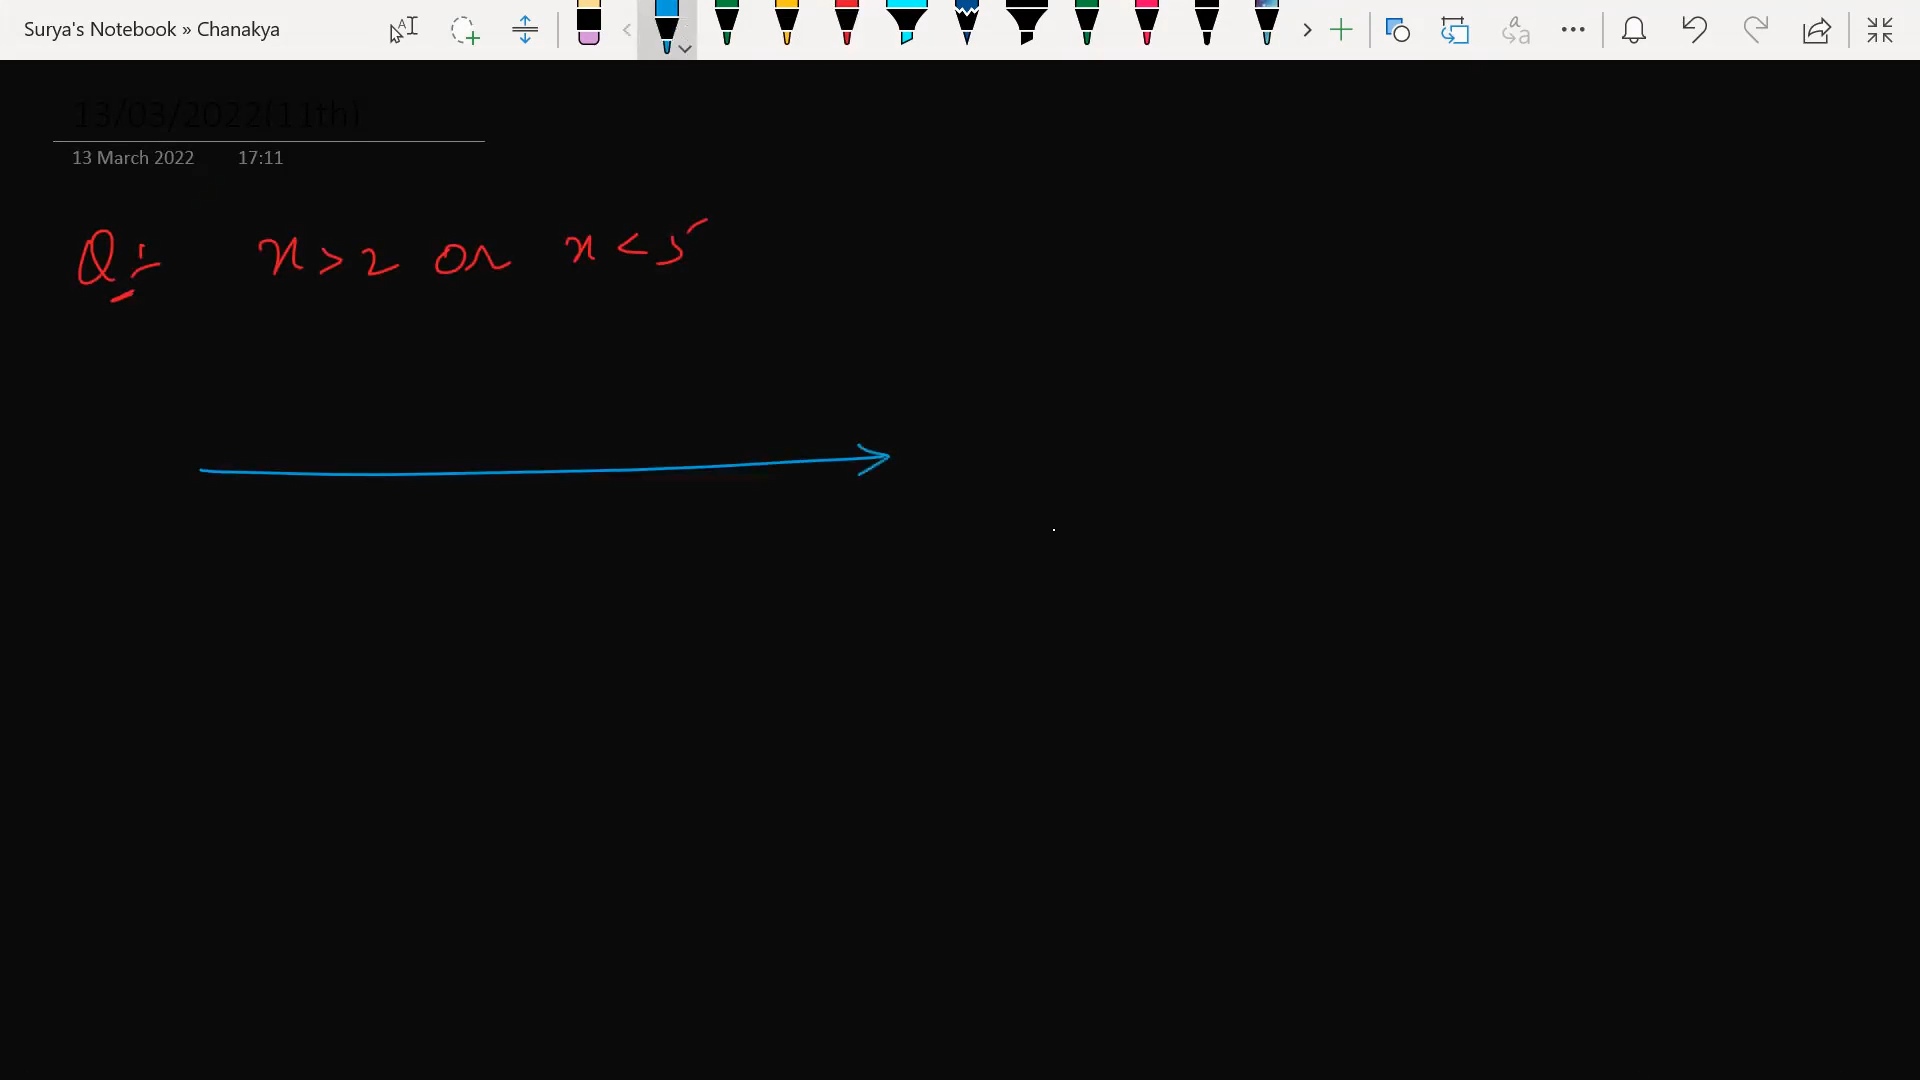 Surya's Notebook » Chanakya
13/03/2022(11th)
13 March 2022 17:11
Q:- x > 2 or x < 5